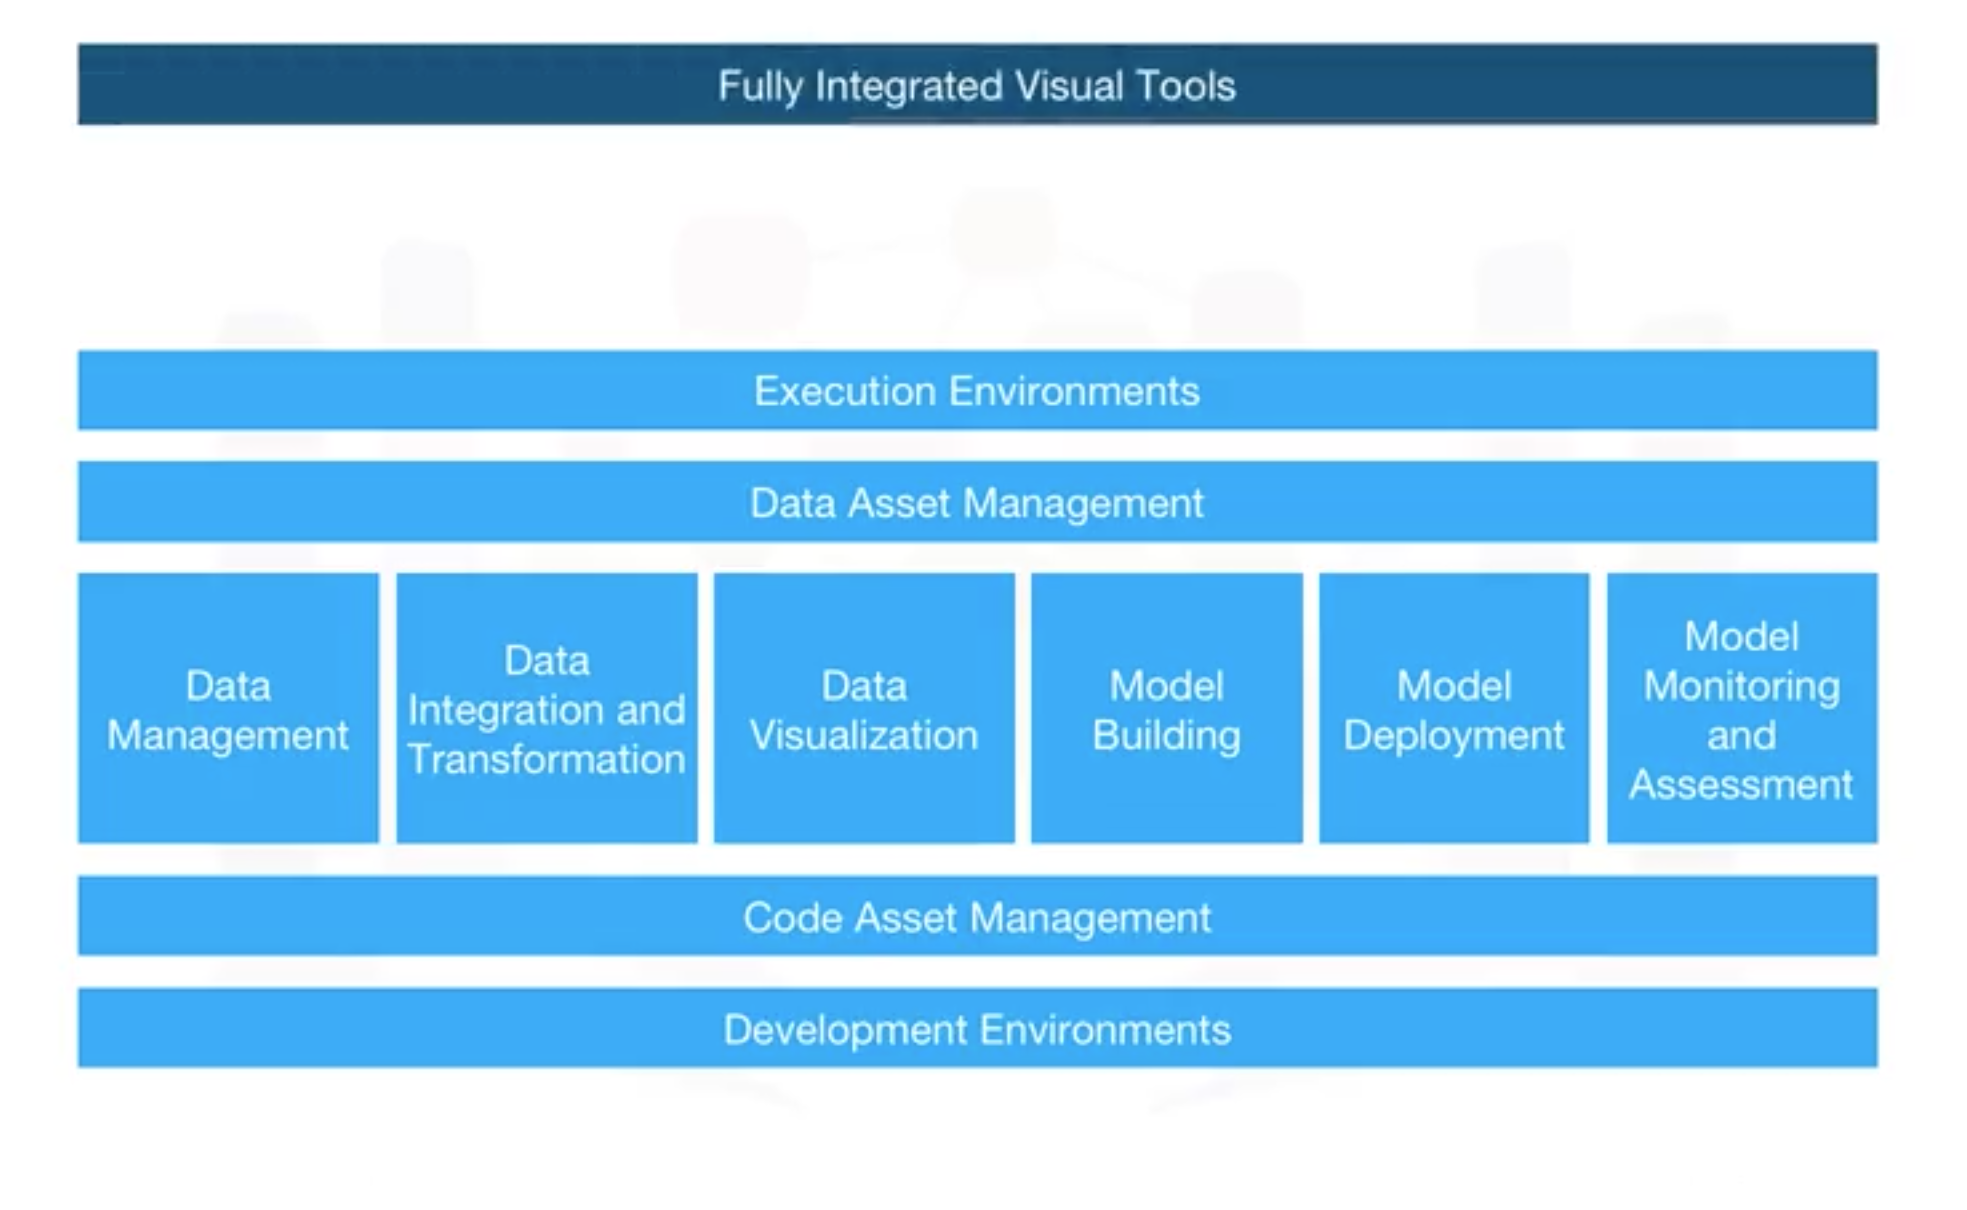 Fully Integrated Visual Tools
Execution Environments
Data Asset Management
Data
Management
Data
Integration and
Transformation
Data
Visualization
Model
Building
Model
Deployment
Model
Monitoring
and
Assessment
Code Asset Management
Development Environments